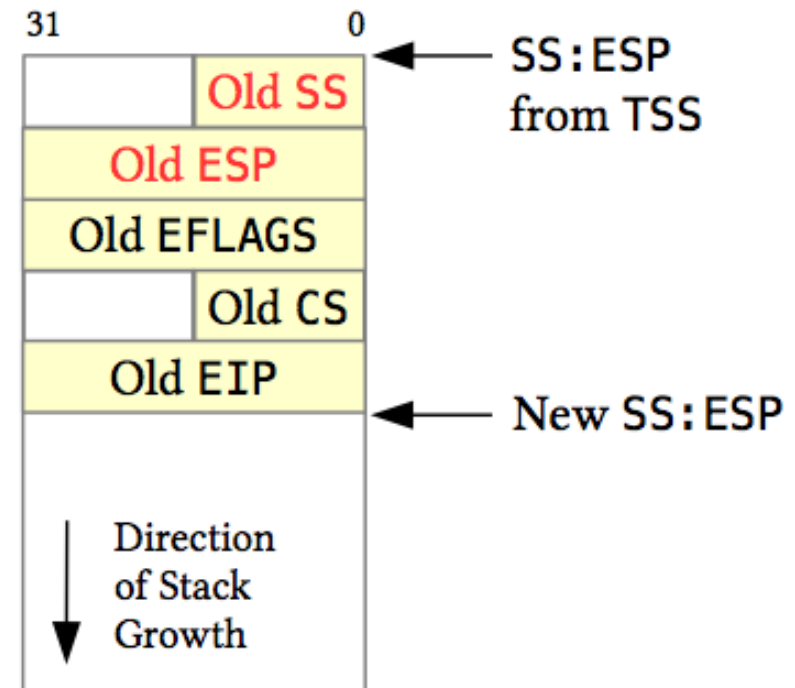 31 0
SS:ESP
from TSS
Old SS
Old ESP
Old EFLAGS
Old CS
Old EIP
New SS:ESP
Direction
of Stack
Growth